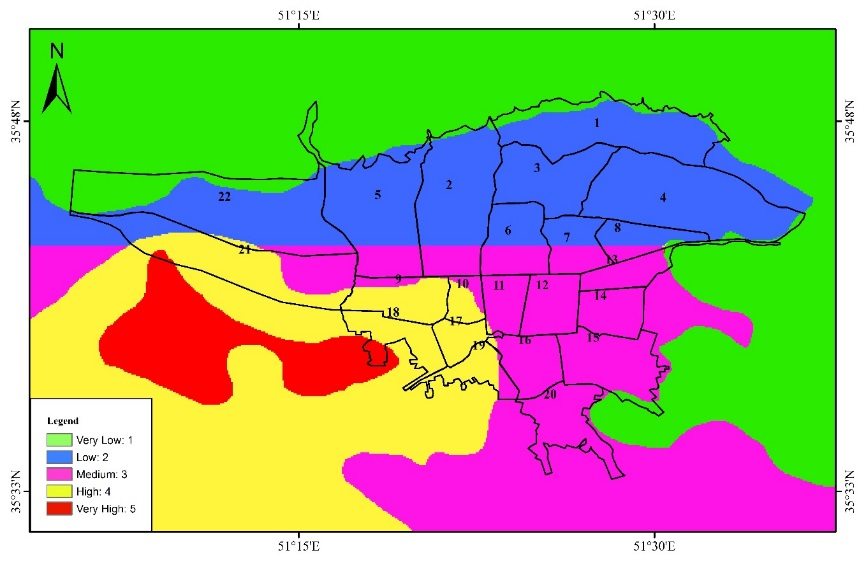 51°15'E 51°30'E
N
35°48'N 35°48'N
1
3
2
5
22
4
6
7
8
21
13
9
10
11
12
14
18
17
19
16
15
20
Legend
Very Low: 1
Low: 2
Medium: 3
High: 4
Very High: 5
35°33'N 35°33'N
51°15'E 51°30'E